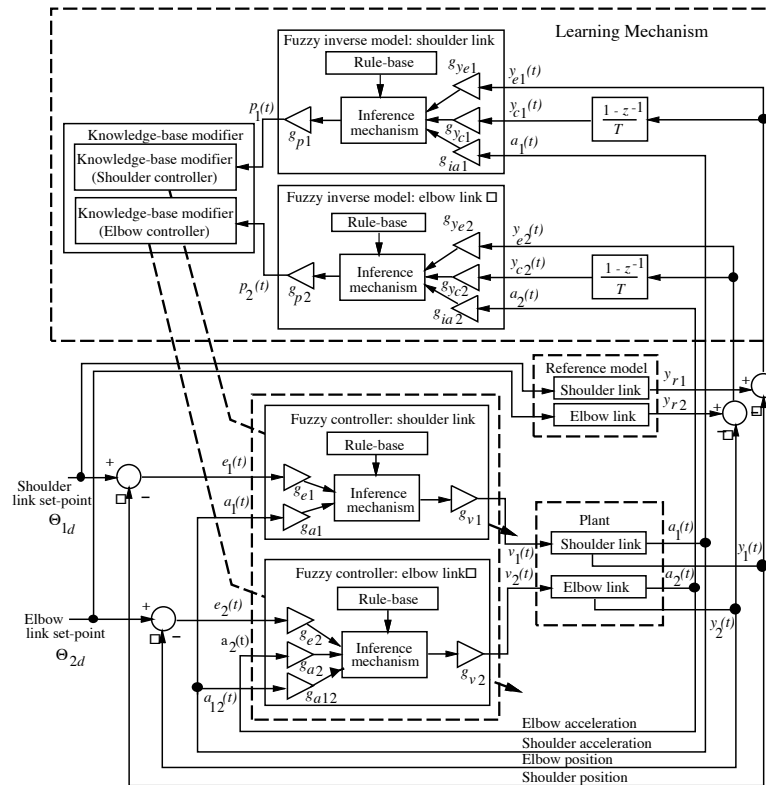 Learning Mechanism
Fuzzy inverse model: shoulder link
Rule-base
Inference
mechanism
g_ye1
g_yc1
g_ia1
g_p1
p_1(t)
y_e1(t)
y_c1(t)
a_1(t)
1 - z^-1
T
Knowledge-base modifier
Knowledge-base modifier
(Shoulder controller)
Knowledge-base modifier
(Elbow controller)
Fuzzy inverse model: elbow link
Rule-base
Inference
mechanism
g_ye2
g_yc2
g_ia2
g_p2
p_2(t)
y_e2(t)
y_c2(t)
a_2(t)
1 - z^-1
T
Reference model
Shoulder link
Elbow link
y_r1
y_r2
+
−
+
−
Fuzzy controller: shoulder link
Rule-base
Inference
mechanism
g_e1
g_a1
g_v1
e_1(t)
a_1(t)
v_1(t)
Shoulder
link set-point
Θ_1d
+
−
Plant
Shoulder link
Elbow link
a_1(t)
y_1(t)
a_2(t)
y_2(t)
Fuzzy controller: elbow link
Rule-base
Inference
mechanism
g_e2
g_a2
g_a12
g_v2
e_2(t)
a_2(t)
a_12(t)
v_2(t)
Elbow
link set-point
Θ_2d
+
−
Elbow acceleration
Shoulder acceleration
Elbow position
Shoulder position